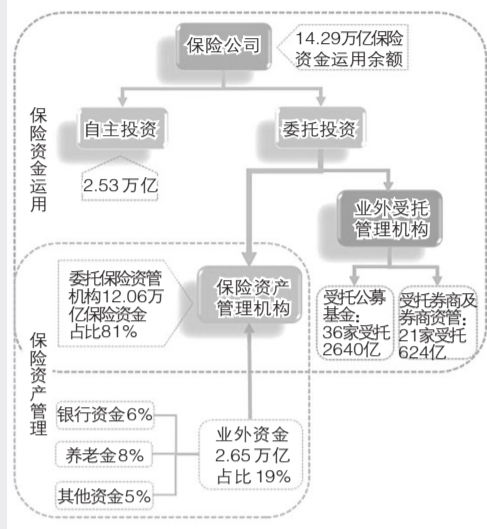 保险公司
14.29万亿保险
资金运用余额
保险资金运用
自主投资
委托投资
2.53万亿
业外受托
管理机构
委托保险资管
机构12.06万
亿保险资金
占比81%
保险资产
管理机构
受托公募
基金：
36家受托
2640亿
受托券商及
券商资管：
21家受托
624亿
保险资产管理
银行资金6%
养老金8%
其他资金5%
业外资金
2.65万亿
占比19%